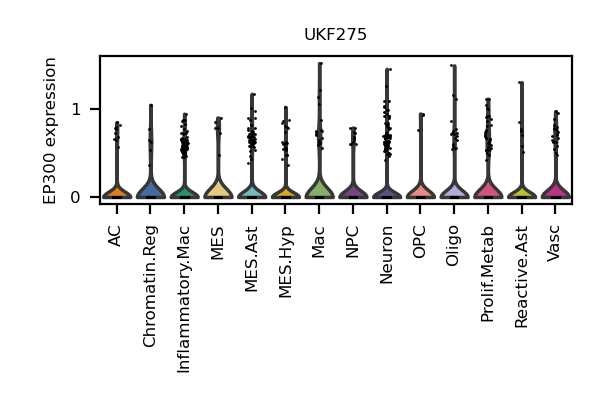 UKF275
EP300 expression
1
0
AC
Chromatin.Reg
Inflammatory.Mac
MES
MES.Ast
MES.Hyp
Mac
NPC
Neuron
OPC
Oligo
Prolif.Metab
Reactive.Ast
Vasc